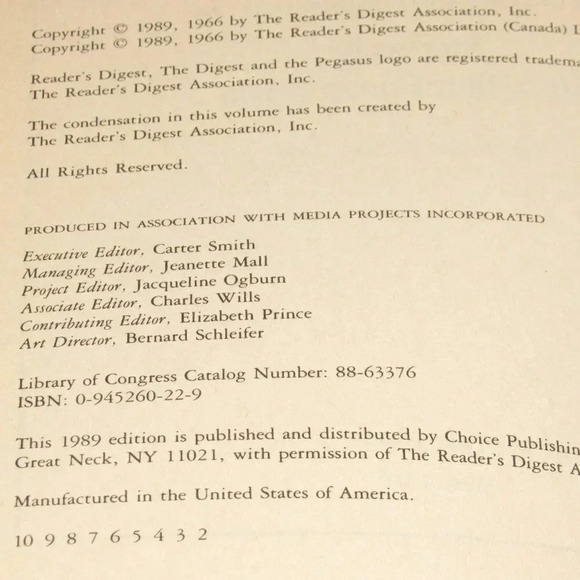 Copyright © 1989, 1966 by The Reader's Digest Association, Inc.
Copyright © 1989, 1966 by The Reader's Digest Association (Canada) L
Reader's Digest, The Digest and the Pegasus logo are registered tradema
The Reader's Digest Association, Inc.
The condensation in this volume has been created by
The Reader's Digest Association, Inc.
All Rights Reserved.
PRODUCED IN ASSOCIATION WITH MEDIA PROJECTS INCORPORATED
Executive Editor, Carter Smith
Managing Editor, Jeanette Mall
Project Editor, Jacqueline Ogburn
Associate Editor, Charles Wills
Contributing Editor, Elizabeth Prince
Art Director, Bernard Schleifer
Library of Congress Catalog Number: 88-63376
ISBN: 0-945260-22-9
This 1989 edition is published and distributed by Choice Publishin
Great Neck, NY 11021, with permission of The Reader's Digest A
Manufactured in the United States of America.
10 9 8 7 6 5 4 3 2